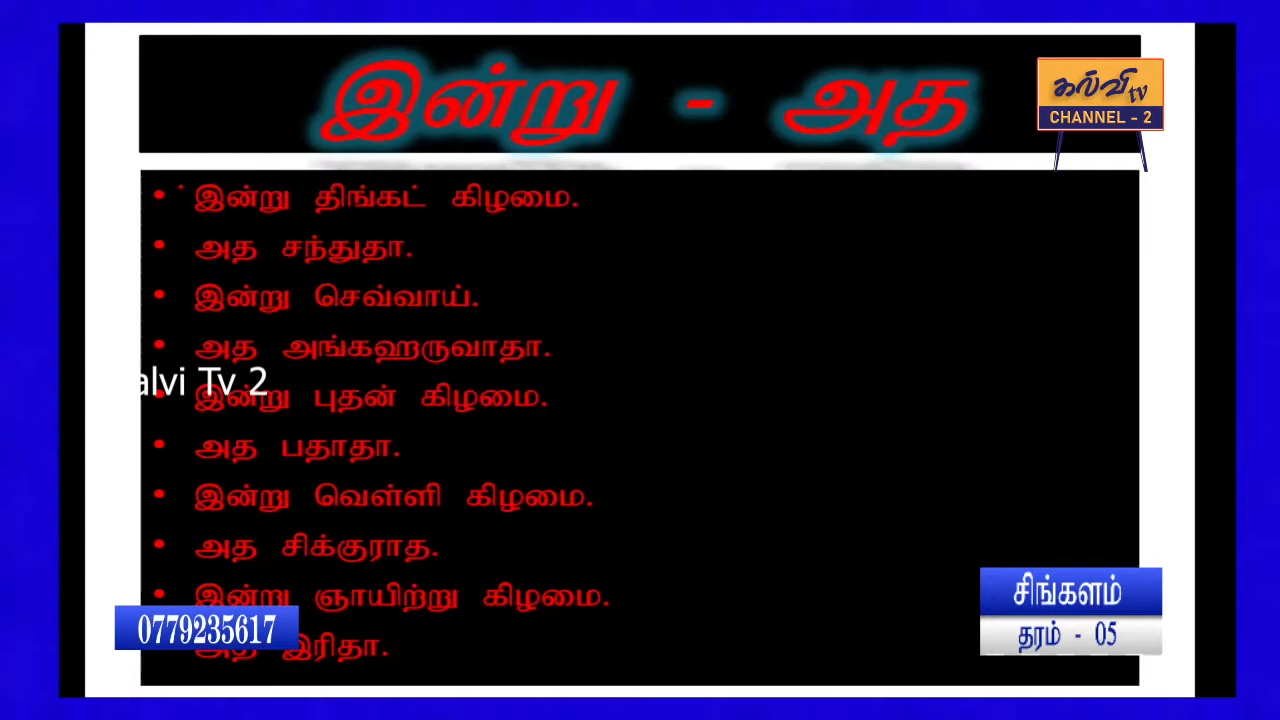 இன்று - அத
கல்வி tv
CHANNEL - 2
• இன்று திங்கட் கிழமை.
• அத சந்துதா.
• இன்று செவ்வாய்.
• அத அங்கஹருவாதா.
alvi Tv 2
• இன்று புதன் கிழமை.
• அத பதாதா.
• இன்று வெள்ளி கிழமை.
• அத சிக்குராத.
• இன்று ஞாயிற்று கிழமை.
அத இரிதா.
0779235617
சிங்களம்
தரம் - 05